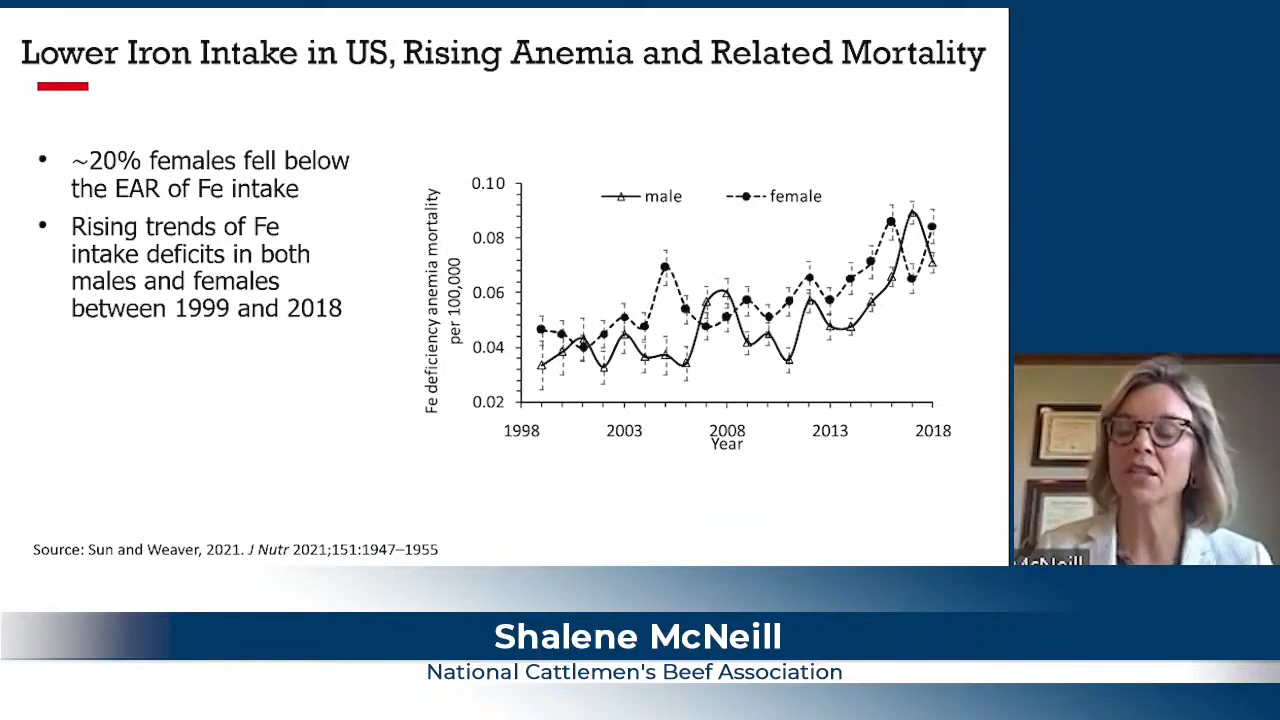 Lower Iron Intake in US, Rising Anemia and Related Mortality
• ~20% females fell below
the EAR of Fe intake
• Rising trends of Fe
intake deficits in both
males and females
between 1999 and 2018
Fe deficiency anemia mortality
per 100,000
male
female
0.10
0.08
0.06
0.04
0.02
1998
2003
2008
2013
2018
Year
Source: Sun and Weaver, 2021. J Nutr 2021;151:1947–1955
McNeill
Shalene McNeill
National Cattlemen's Beef Association